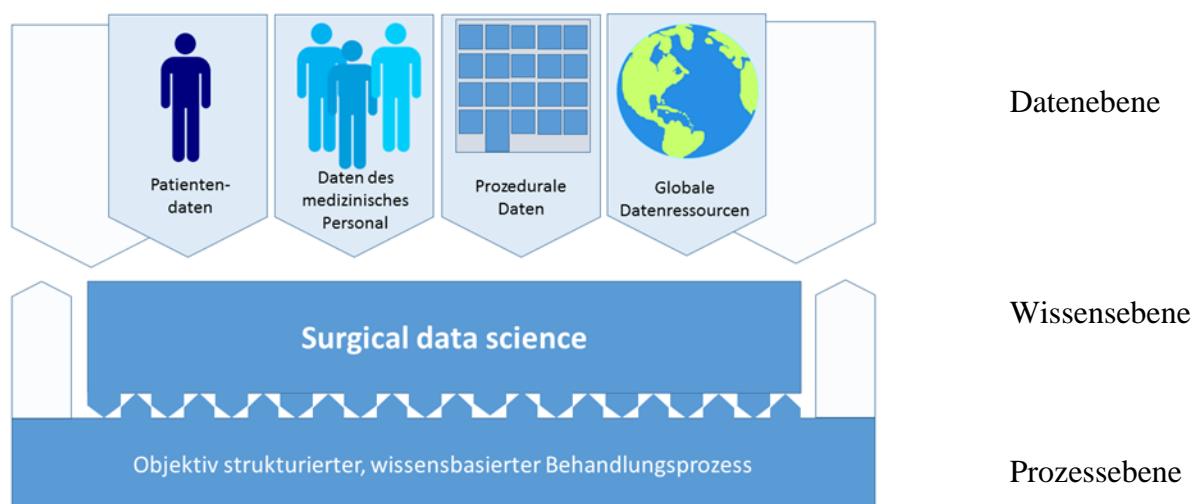 Patienten-
daten
Daten des
medizinisches
Personal
Prozedurale
Daten
Globale
Datenressourcen
Datenebene
Surgical data science
Wissensebene
Objektiv strukturierter, wissensbasierter Behandlungsprozess
Prozessebene